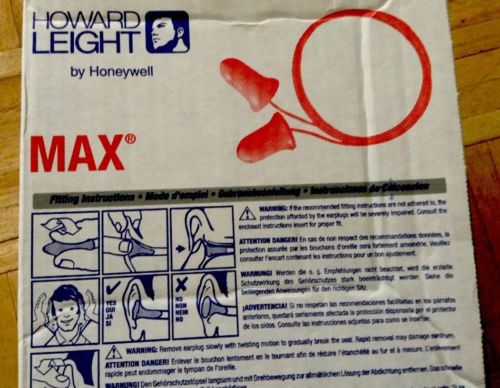 HOWARD
LEIGHT
by Honeywell
MAX®
Fitting Instructions • Mode d'emploi • Gebrauchsanleitung • Instrucciones de Colocación
WARNING: If the recommended fitting instructions are not adhered to, the
protection afforded by the earplugs will be severely impaired. Consult the
enclosed instructions for proper fit.
ATTENTION DANGER! En cas de non respect des recommandations données, la
protection assurée par les bouchons d'oreille sera fortement amoindrie. Veuillez
consulter l'encart contenant les instructions pour un bon ajustement.
WARNUNG! Werden die o. g. Empfehlungen nicht beachtet, wird die erzielte
Schutzwirkung des Gehörschutzes stark beeinträchtigt werden. Siehe die
beiliegenden Anweisungen für den richtigen Sitz.
¡ADVERTENCIA! Si no se respetan las recomendaciones facilitadas en los párrafos
anteriores, quedará seriamente afectada la protección dispensada por el protector
de los oídos. Consulte las instrucciones adjuntas para como se insertan.
YES
OUI
JA
SI
NO
NON
NEIN
NO
WARNING: Remove earplug slowly with twisting motion to gradually break the seal. Rapid removal may damage eardrum.
ATTENTION DANGER! Enlever le bouchon lentement en le tournant afin de réduire l'étanchéité au fur et à mesure. L'enlèvement
rapide peut endommager le tympan de l'oreille.
WARNUNG! Den Gehörschutzstöpsel langsam und mit Drehbewegung zur allmählichen Druckentlastung entfernen. Das schnelle